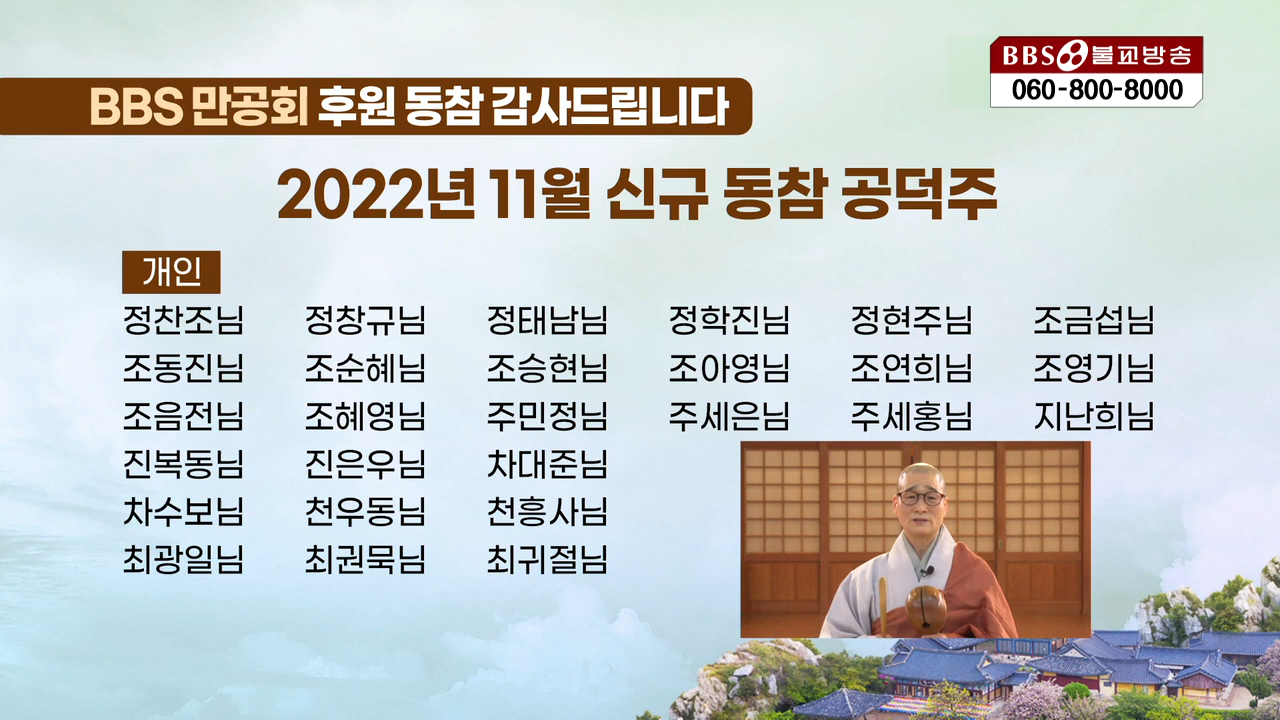 BBS 불교방송
060-800-8000
BBS 만공회 후원 동참 감사드립니다
2022년 11월 신규 동참 공덕주
개인
정찬조님 정창규님 정태남님 정학진님 정현주님 조금섭님
조동진님 조순혜님 조승현님 조아영님 조연희님 조영기님
조음전님 조혜영님 주민정님 주세은님 주세홍님 지난희님
진복동님 진은우님 차대준님
차수보님 천우동님 천흥사님
최광일님 최권묵님 최귀절님